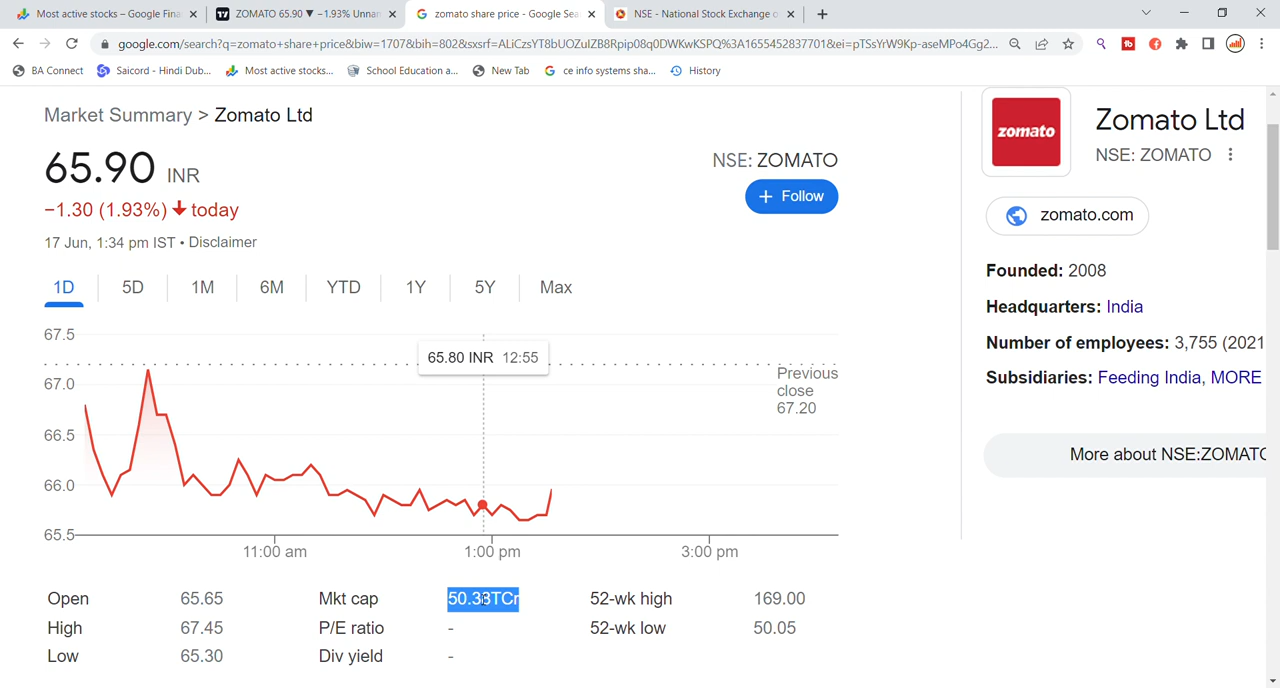 Most active stocks – Google Fina
ZOMATO 65.90 ▼ −1.93% Unnan
zomato share price - Google Sea
NSE - National Stock Exchange o
google.com/search?q=zomato+share+price&biw=1707&bih=802&sxsrf=ALiCzsYT8bUOZuIZB8Rpip08q0DWKwKSPQ%3A1655452837701&ei=pTSsYrW9Kp-aseMPo4Gg2...
BA Connect
Saicord - Hindi Dub...
Most active stocks...
School Education a...
New Tab
ce info systems sha...
History
Market Summary > Zomato Ltd
65.90 INR
−1.30 (1.93%) ↓ today
17 Jun, 1:34 pm IST • Disclaimer
NSE: ZOMATO
+ Follow
1D 5D 1M 6M YTD 1Y 5Y Max
67.5
67.0
66.5
66.0
65.5
65.80 INR 12:55
Previous
close
67.20
11:00 am 1:00 pm 3:00 pm
Open 65.65 Mkt cap 50.38TCr 52-wk high 169.00
High 67.45 P/E ratio - 52-wk low 50.05
Low 65.30 Div yield -
zomato
Zomato Ltd
NSE: ZOMATO
zomato.com
Founded: 2008
Headquarters: India
Number of employees: 3,755 (2021
Subsidiaries: Feeding India, MORE
More about NSE:ZOMATO